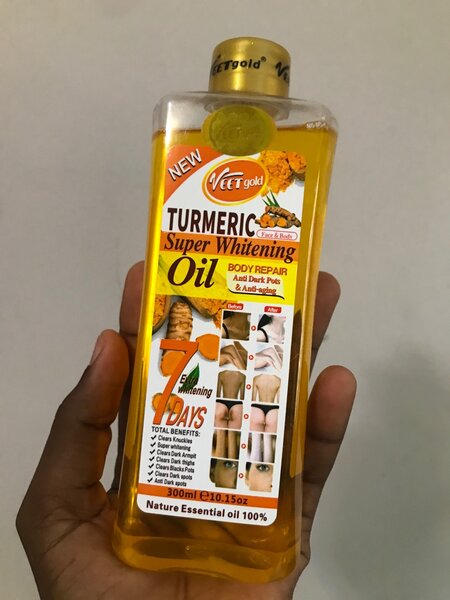 VEETgold®
NEW
VEET gold
TURMERIC
Face & Body
Super Whitening
Oil
BODY REPAIR
Anti Dark Pots
& Anti-aging
Before
After
7
DAYS
whitening
TOTAL BENEFITS:
Clears Knuckles
Super whitening
Clears Dark Armpit
Clears Dark thighs
Clears Blacks Pots
Clears Dark spots
Anti Dark spots
300ml ℮10.15oz
Nature Essential oil 100%